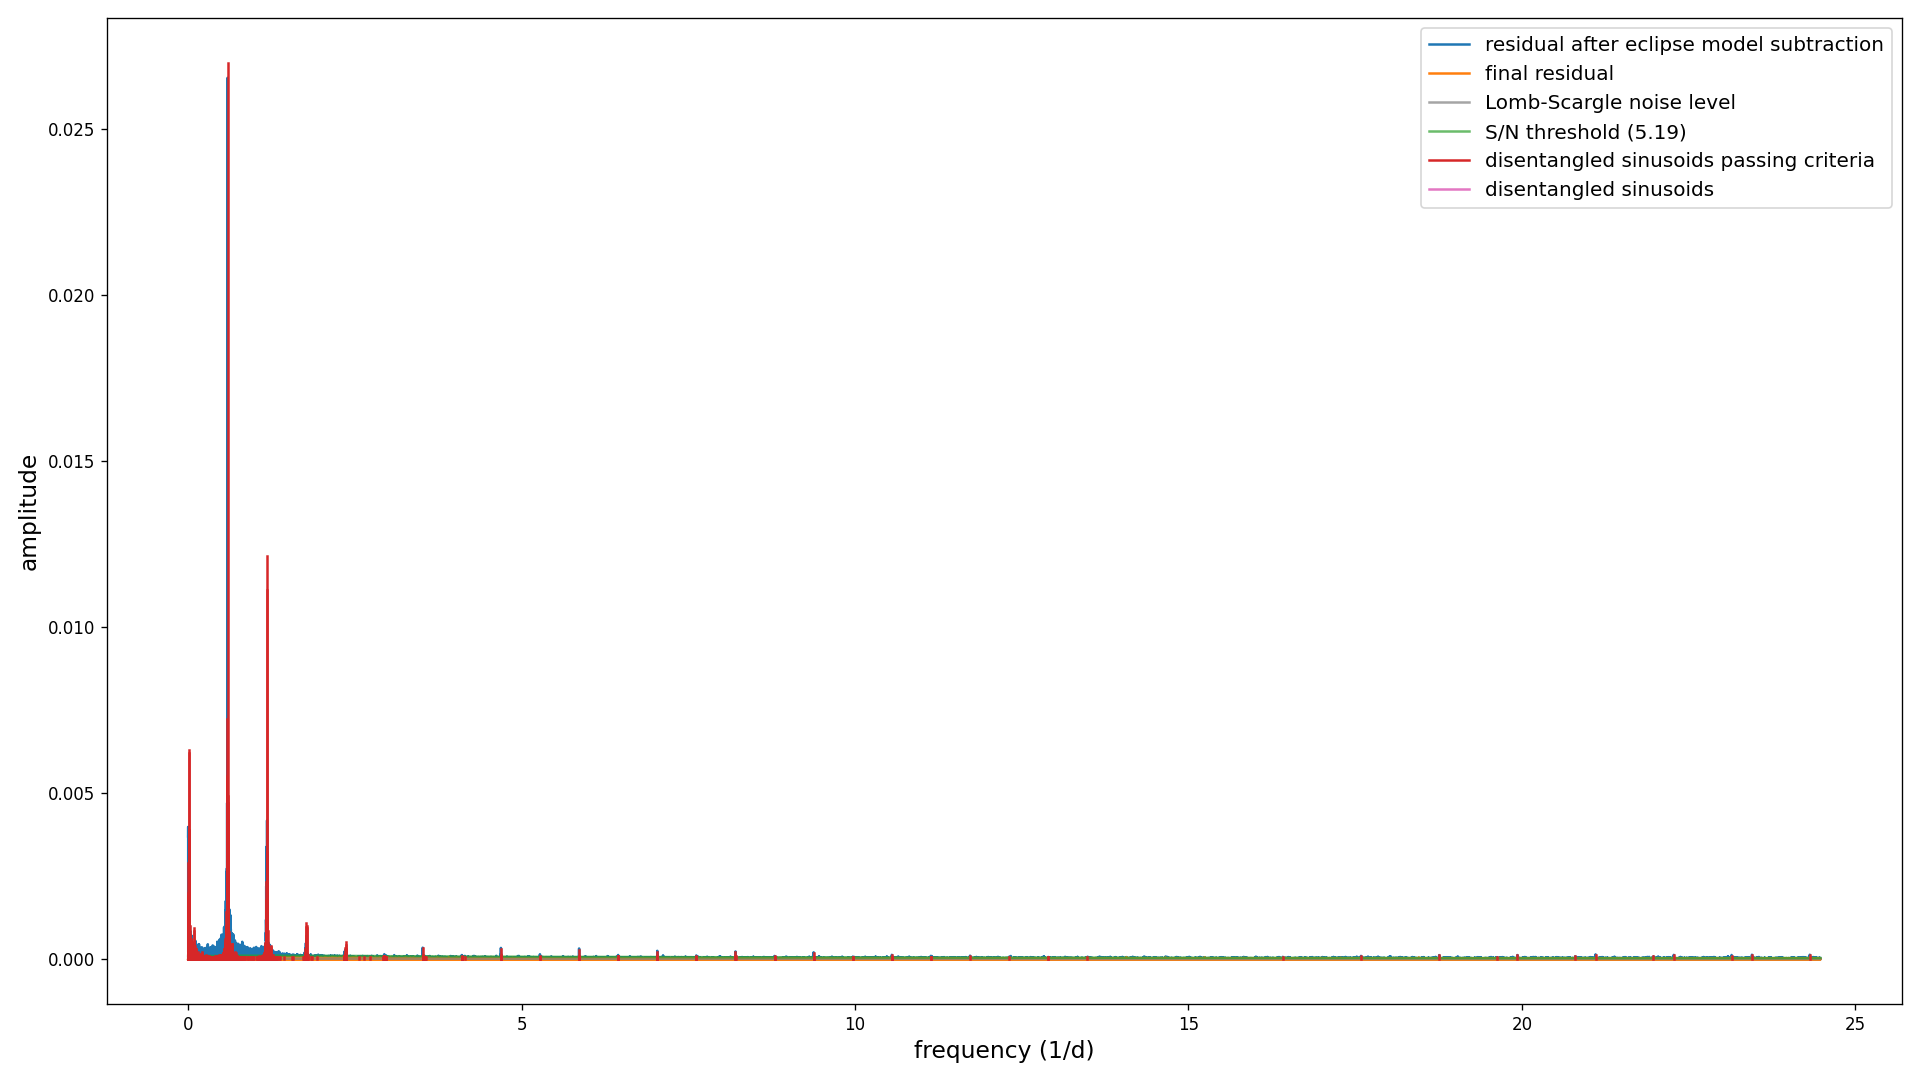 residual after eclipse model subtraction
final residual
Lomb-Scargle noise level
S/N threshold (5.19)
disentangled sinusoids passing criteria
disentangled sinusoids
0.025
0.020
0.015
0.010
0.005
0.000
amplitude
0 5 10 15 20 25
frequency (1/d)